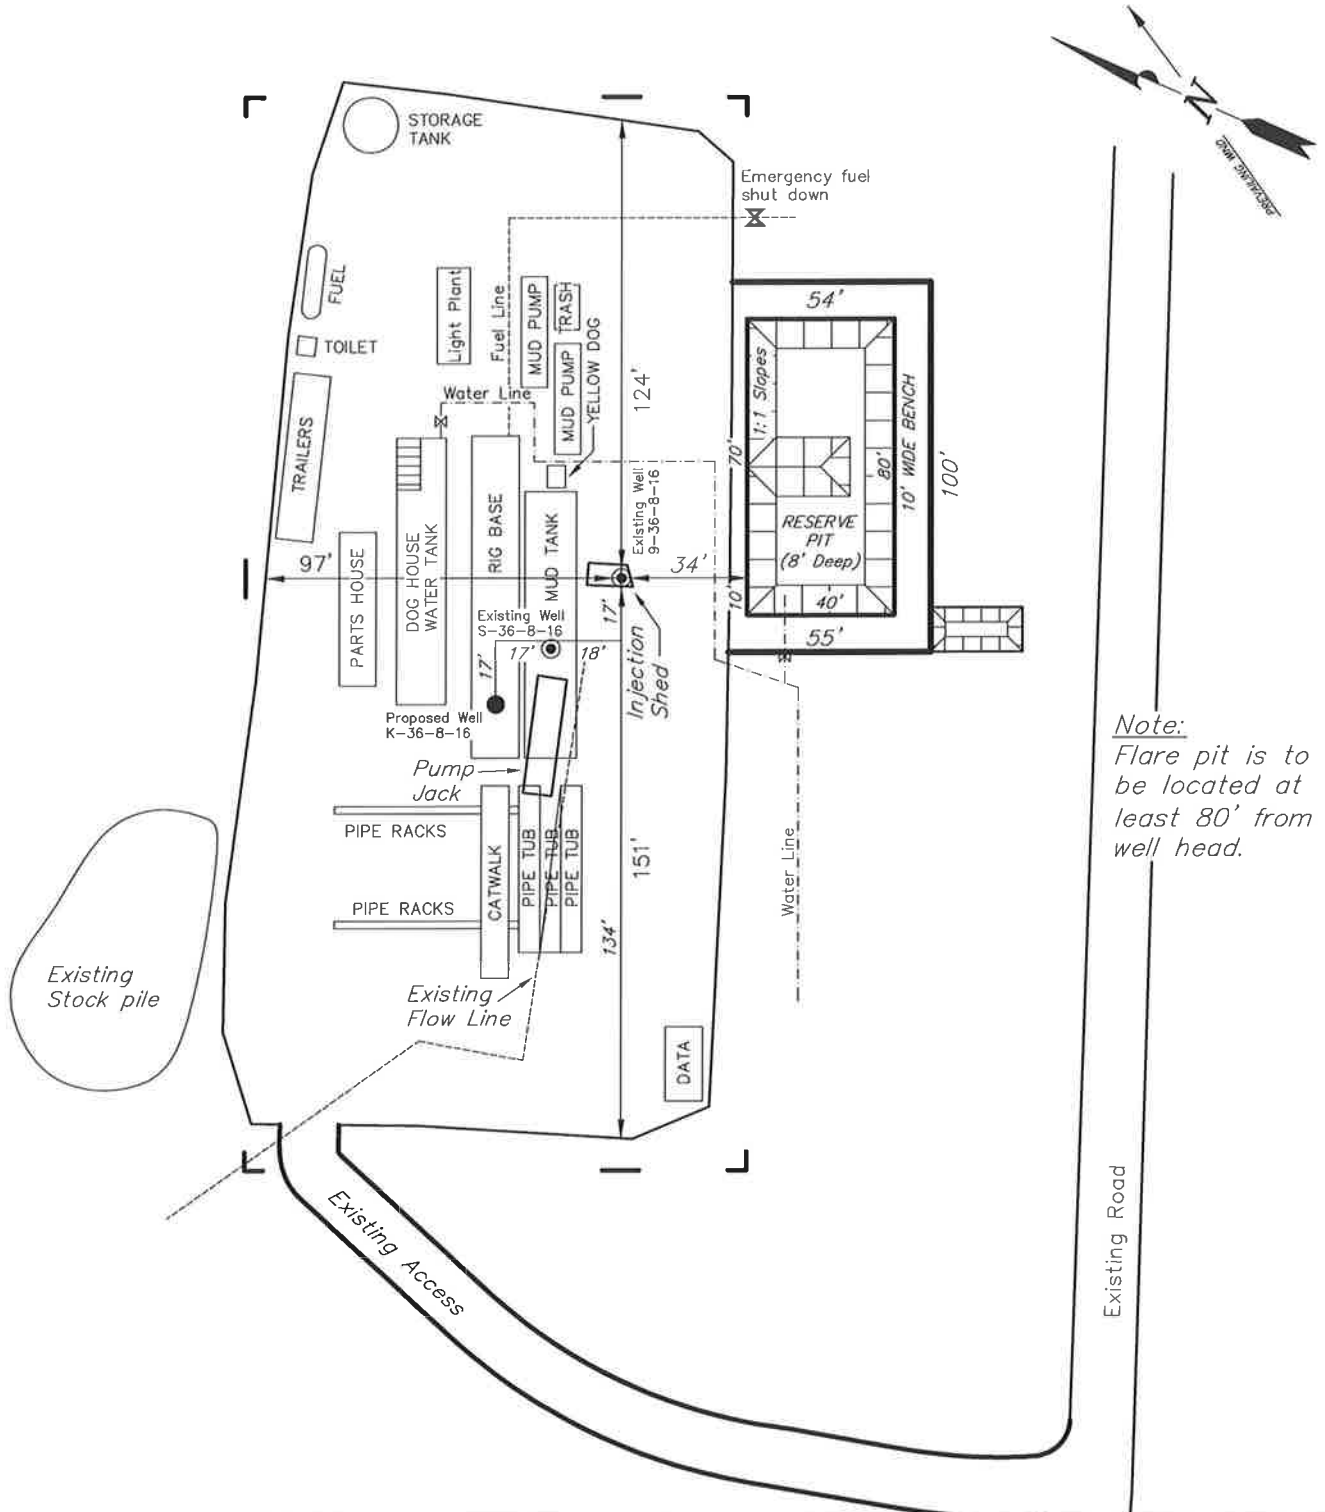 STORAGE
TANK
N
PREVAILING WIND
Emergency fuel
shut down
FUEL
TOILET
TRAILERS
Light Plant
Fuel Line
MUD PUMP
TRASH
MUD PUMP
YELLOW DOG
124'
Water Line
54'
1:1 Slopes
70'
80'
10' WIDE BENCH
100'
RESERVE
PIT
(8' Deep)
10'
40'
55'
97'
PARTS HOUSE
DOG HOUSE
WATER TANK
RIG BASE
MUD TANK
Existing Well
9-36-8-16
34'
Existing Well
S-36-8-16
17'
17'
17'
18'
Injection
Shed
Proposed Well
K-36-8-16
Pump
Jack
PIPE RACKS
PIPE RACKS
CATWALK
PIPE TUB
PIPE TUB
PIPE TUB
151'
134'
Water Line
Note:
Flare pit is to
be located at
least 80' from
well head.
Existing
Stock pile
Existing
Flow Line
DATA
Existing Access
Existing Road